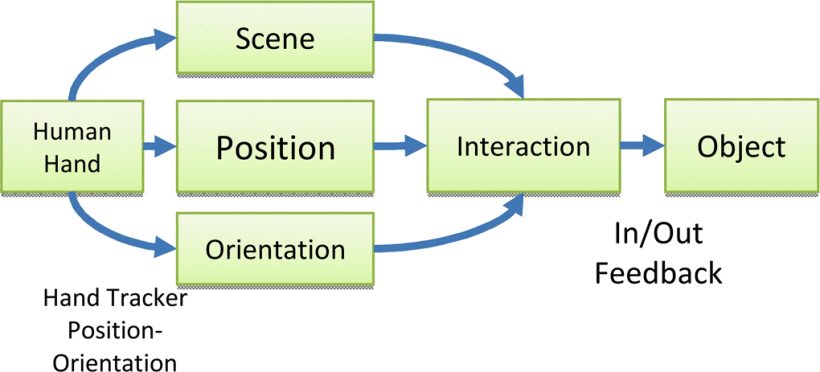 Scene
Human
Hand
Position
Interaction
Object
Orientation
In/Out
Feedback
Hand Tracker
Position-
Orientation